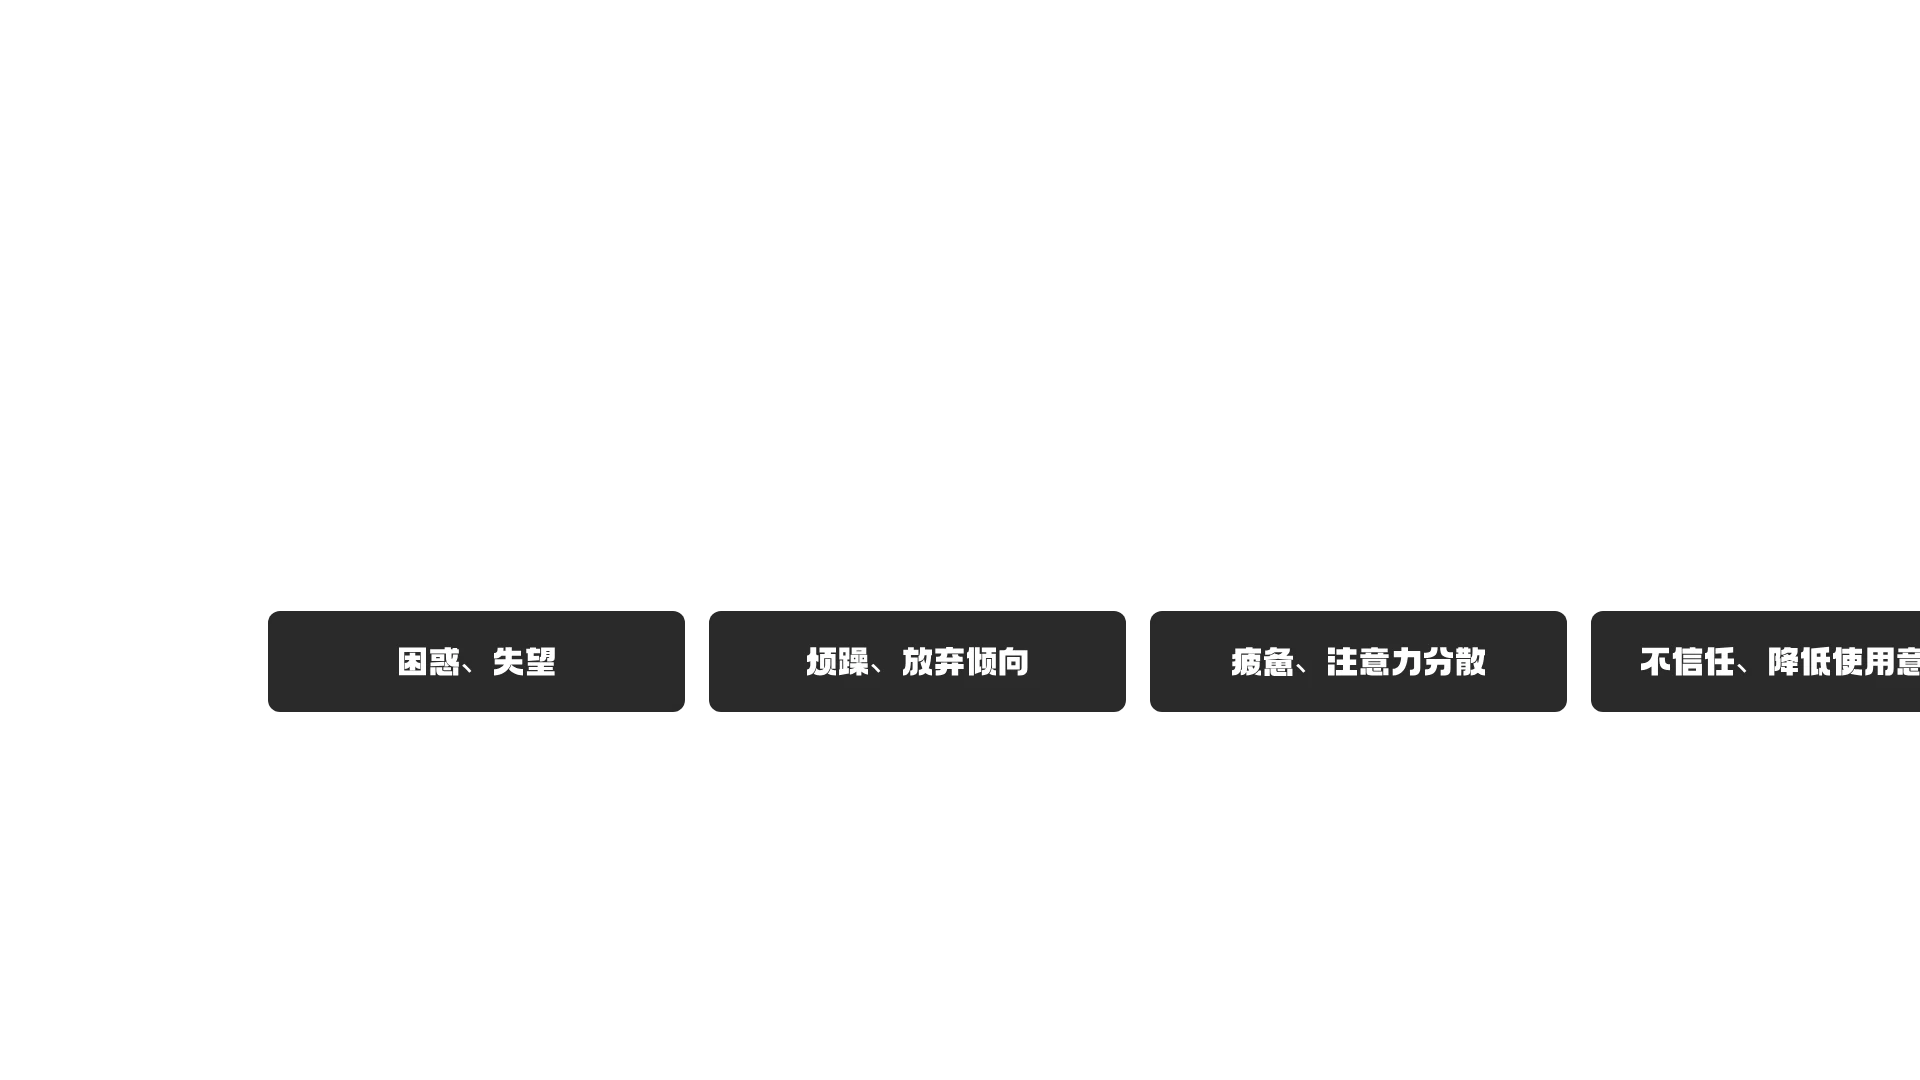 困惑、失望
烦躁、放弃倾向
疲惫、注意力分散
不信任、降低使用意